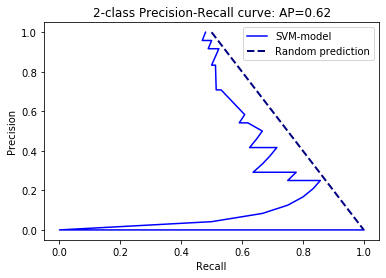 2-class Precision-Recall curve: AP=0.62
SVM-model
Random prediction
Precision
1.0
0.8
0.6
0.4
0.2
0.0
0.0 0.2 0.4 0.6 0.8 1.0
Recall